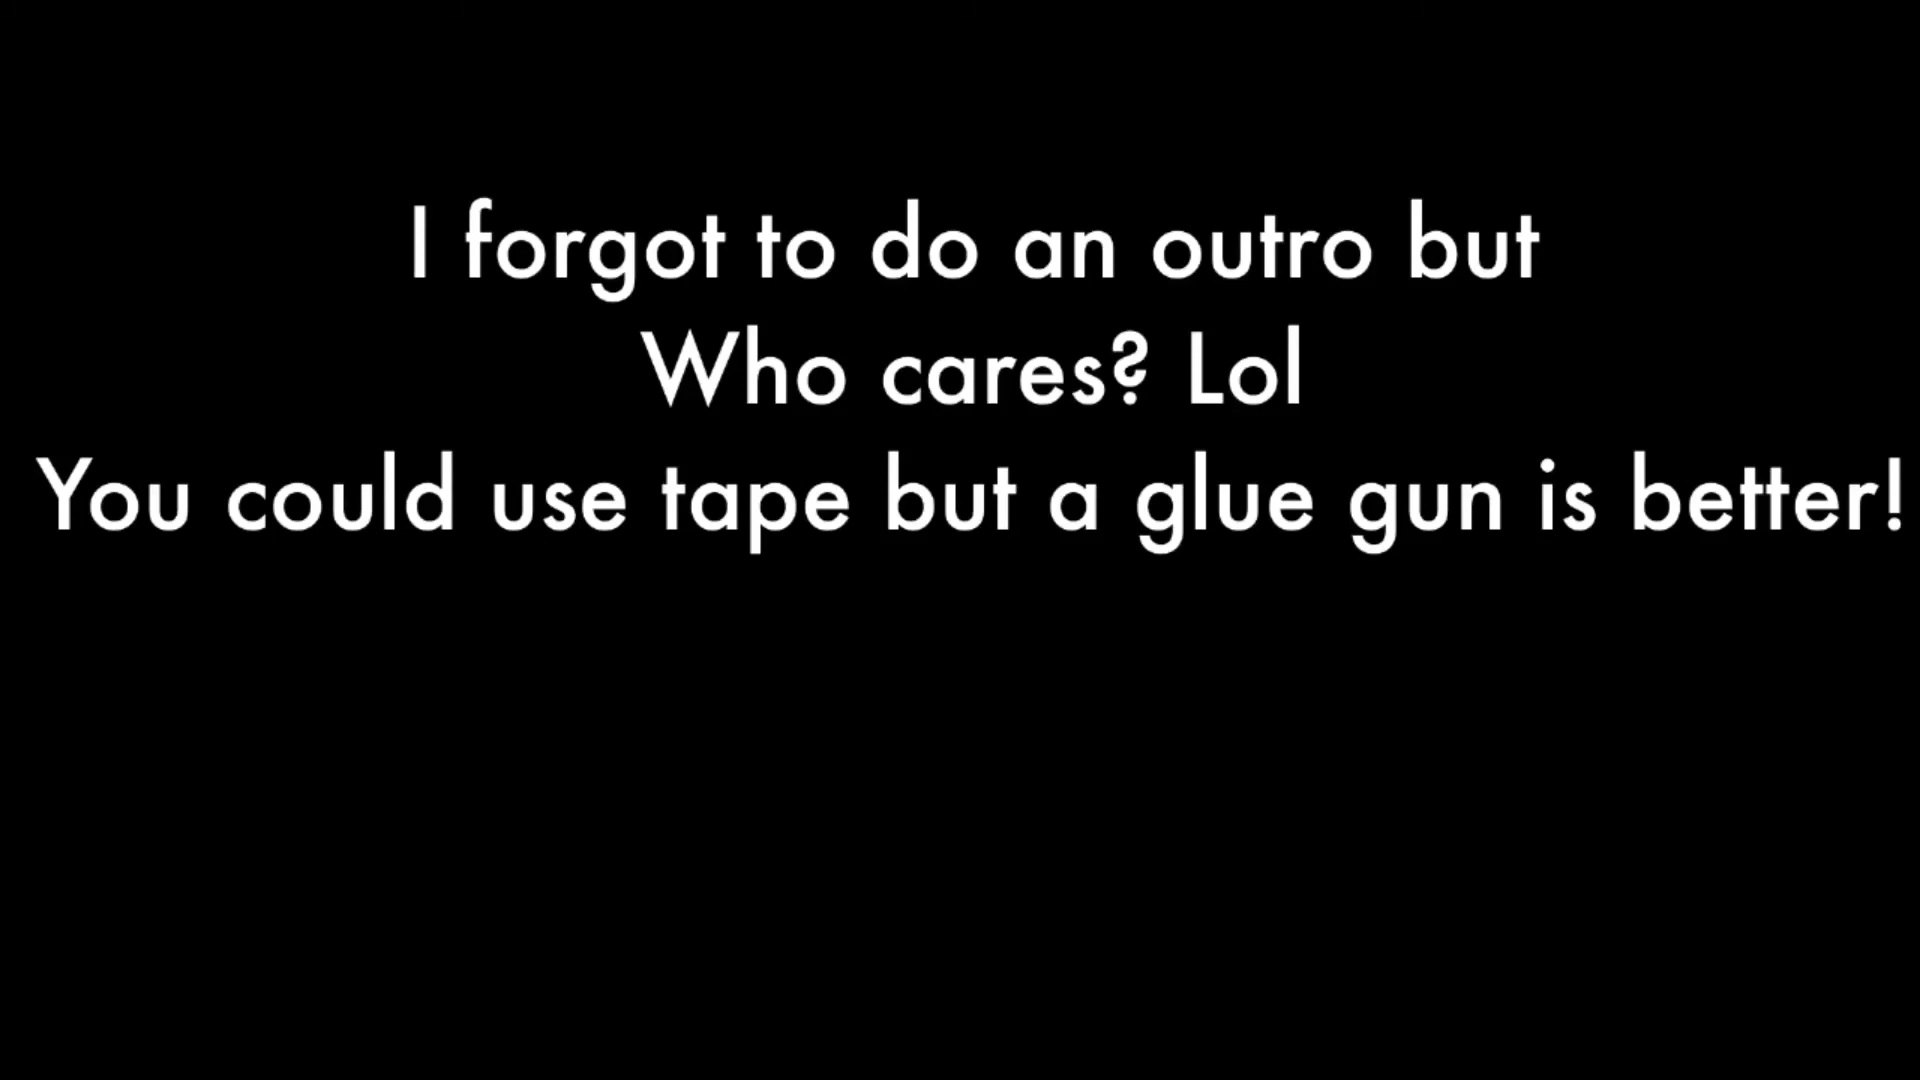 I forgot to do an outro but
Who cares? Lol
You could use tape but a glue gun is better!